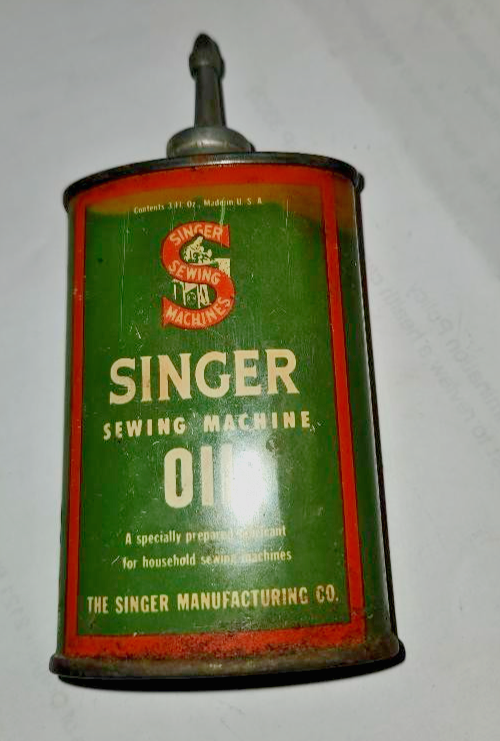 Contents 3 Fl. Oz. Made in U. S. A.
SINGER
SEWING
MACHINES
SINGER
SEWING MACHINE
OIL
A specially prepared lubricant
for household sewing machines
THE SINGER MANUFACTURING CO.